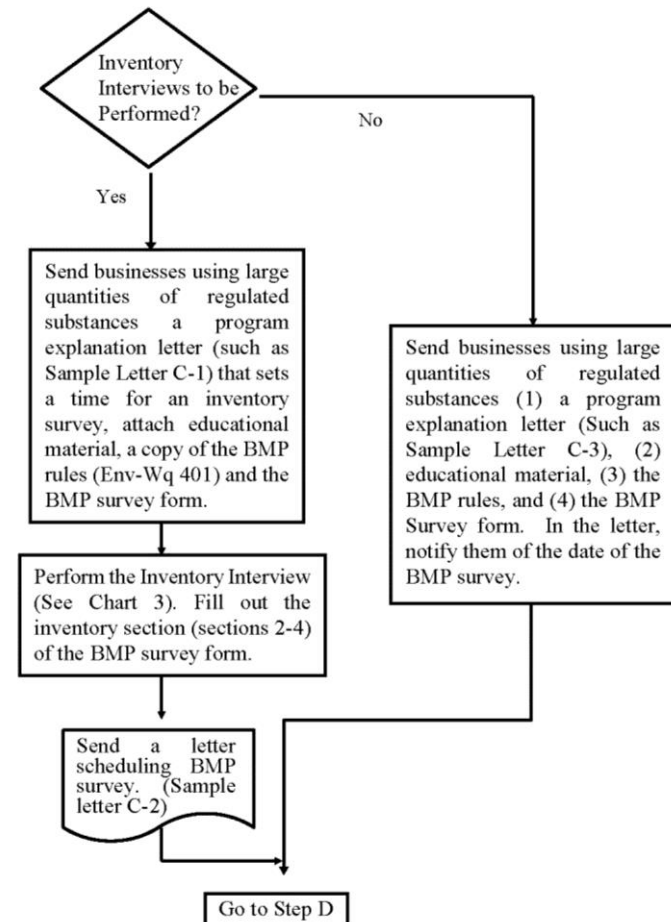 Inventory
Interviews to be
Performed?
No
Yes
Send businesses using large
quantities of regulated
substances a program
explanation letter (such as
Sample Letter C-1) that sets
a time for an inventory
survey, attach educational
material, a copy of the BMP
rules (Env-Wq 401) and the
BMP survey form.
Send businesses using large
quantities of regulated
substances (1) a program
explanation letter (Such as
Sample Letter C-3), (2)
educational material, (3) the
BMP rules, and (4) the BMP
Survey form. In the letter,
notify them of the date of the
BMP survey.
Perform the Inventory Interview
(See Chart 3). Fill out the
inventory section (sections 2-4)
of the BMP survey form.
Send a letter
scheduling BMP
survey. (Sample
letter C-2)
Go to Step D